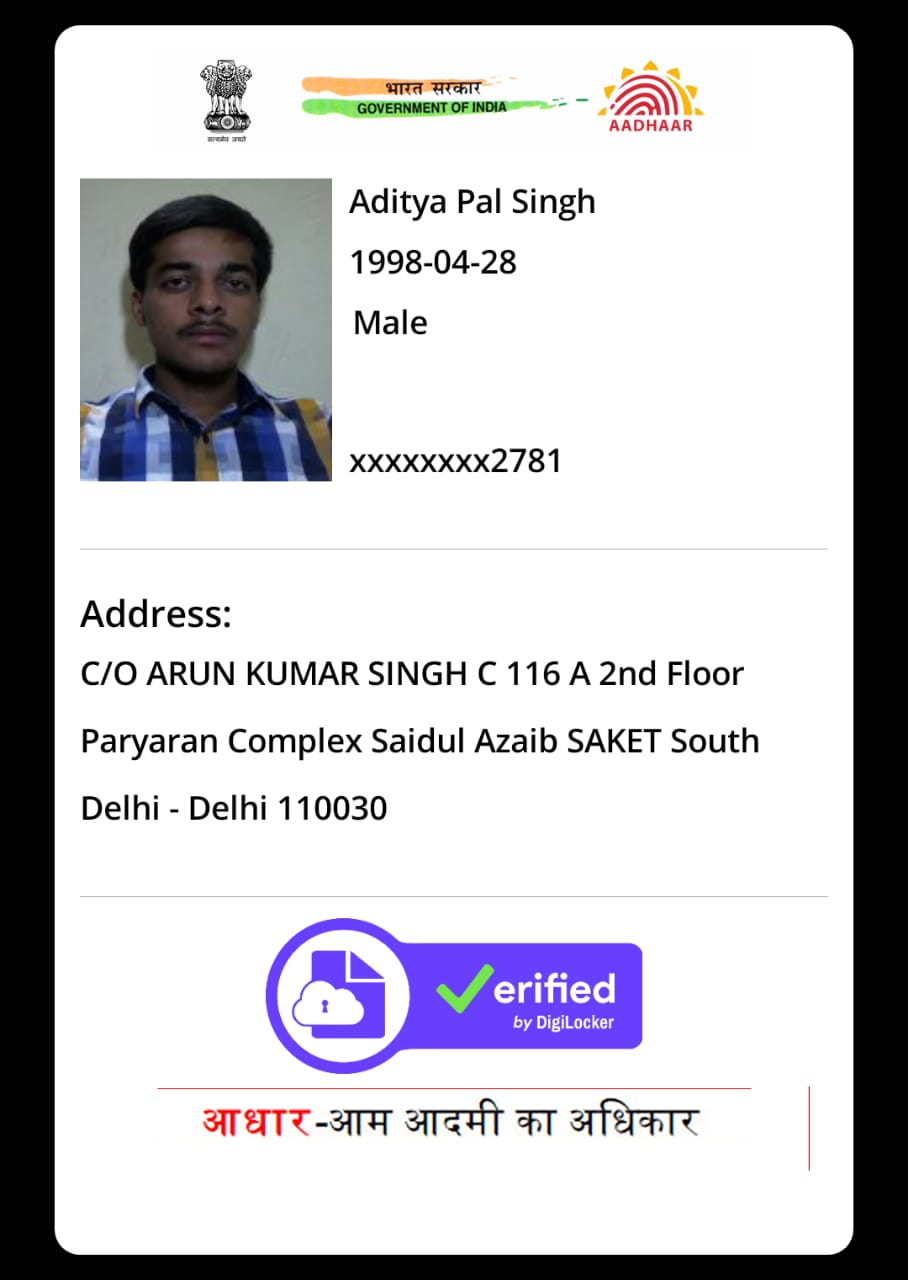 सत्यमेव जयते
भारत सरकार
GOVERNMENT OF INDIA
AADHAAR
Aditya Pal Singh
1998-04-28
Male
xxxxxxxx2781
Address:
C/O ARUN KUMAR SINGH C 116 A 2nd Floor
Paryaran Complex Saidul Azaib SAKET South
Delhi - Delhi 110030
Verified
by DigiLocker
आधार-आम आदमी का अधिकार